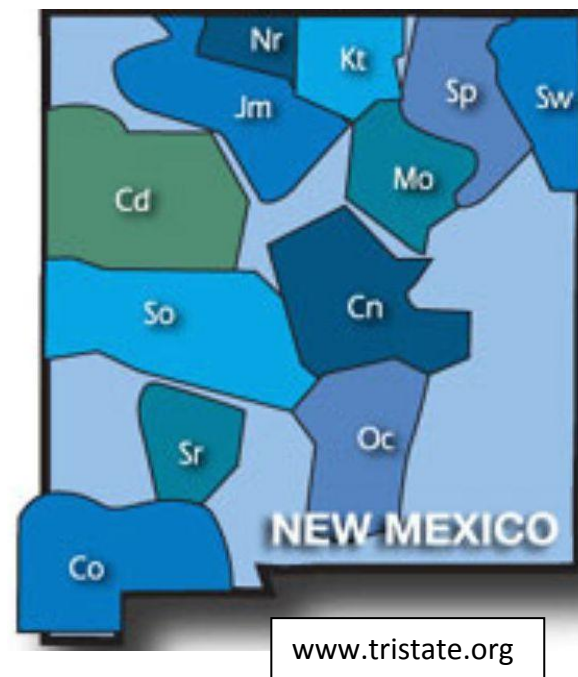 Nr
Kt
Sp
Sw
Jm
Mo
Cd
So
Cn
Oc
Sr
NEW MEXICO
Co
www.tristate.org